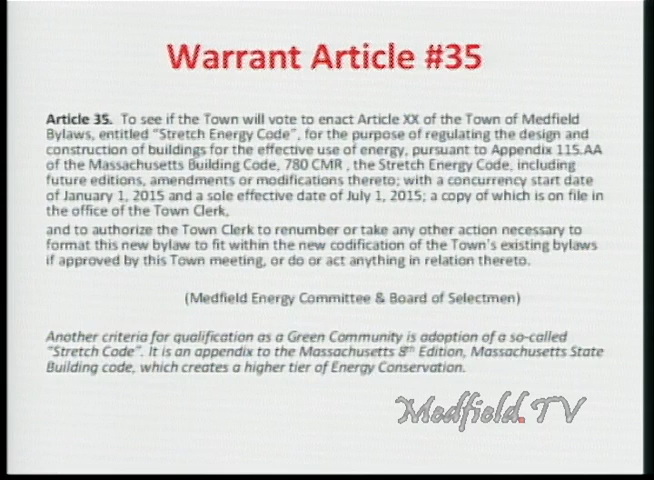 Warrant Article #35
Article 35. To see if the Town will vote to enact Article XX of the Town of Medfield
Bylaws, entitled "Stretch Energy Code", for the purpose of regulating the design and
construction of buildings for the effective use of energy, pursuant to Appendix 115.AA
of the Massachusetts Building Code, 780 CMR , the Stretch Energy Code, including
future editions, amendments or modifications thereto; with a concurrency start date
of January 1, 2015 and a sole effective date of July 1, 2015; a copy of which is on file in
the office of the Town Clerk,
and to authorize the Town Clerk to renumber or take any other action necessary to
format this new bylaw to fit within the new codification of the Town's existing bylaws
if approved by this Town meeting, or do or act anything in relation thereto.
(Medfield Energy Committee & Board of Selectmen)
Another criteria for qualification as a Green Community is adoption of a so-called
"Stretch Code". It is an appendix to the Massachusetts 8th Edition, Massachusetts State
Building code, which creates a higher tier of Energy Conservation.
Medfield.TV